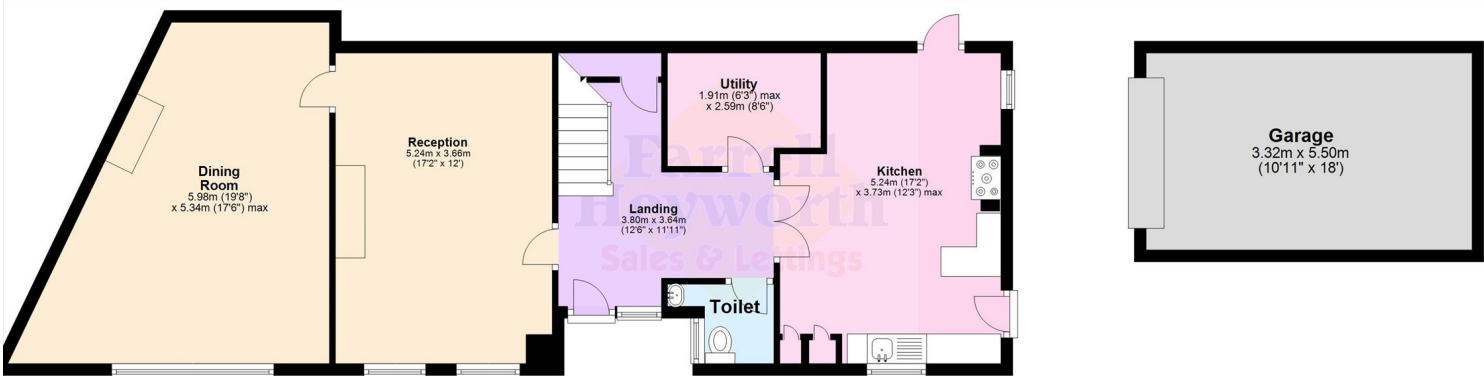 Dining
Room
5.98m (19'8")
x 5.34m (17'6") max
Reception
5.24m x 3.66m
(17'2" x 12')
Landing
3.80m x 3.64m
(12'6" x 11'11")
Utility
1.91m (6'3") max
x 2.59m (8'6")
Toilet
Kitchen
5.24m (17'2")
x 3.73m (12'3") max
Garage
3.32m x 5.50m
(10'11" x 18')
Farrell
Heyworth
Sales & Lettings